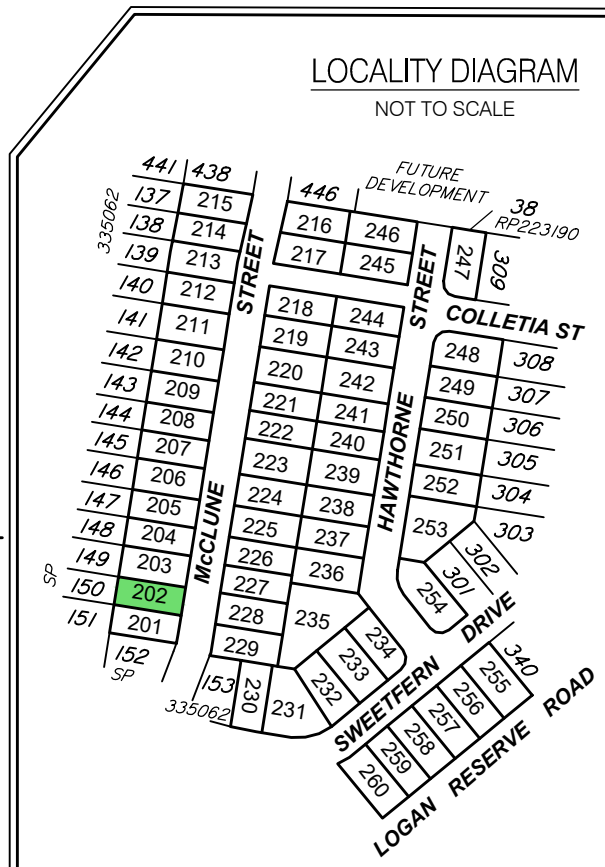 LOCALITY DIAGRAM
NOT TO SCALE
441 438
137 215
138 214
139 213
140 212
141 211
142 210
143 209
144 208
145 207
146 206
147 205
148 204
149 203
150 202
151 201
152
335062
SP
SP
McCLUNE STREET
446
FUTURE
DEVELOPMENT
38
RP223190
216 246
217 245
247 309
218 244
219 243
220 242
221 241
222 240
223 239
224 238
225 237
226 236
227
228 235
229
153 230 231 232 233 234
335062
HAWTHORNE STREET
COLLETIA ST
248 308
249 307
250 306
251 305
252 304
253 303
254 301 302
SWEETFERN DRIVE
340
260 259 258 257 256 255
LOGAN RESERVE ROAD